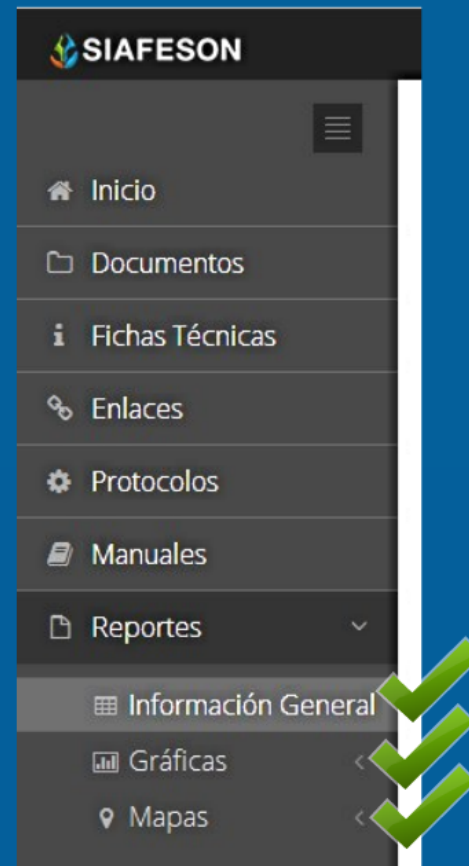 SIAFESON
Inicio
Documentos
Fichas Técnicas
Enlaces
Protocolos
Manuales
Reportes
Información General
Gráficas
Mapas